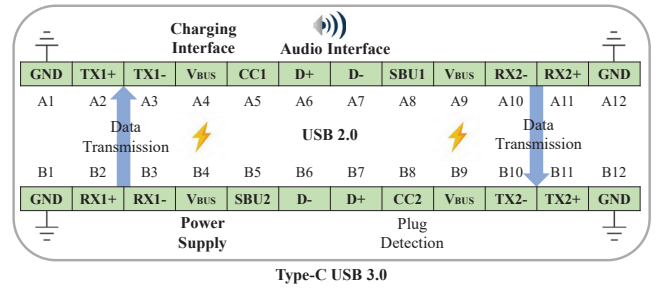 Charging
Interface
Audio Interface
GND TX1+ TX1- VBUS CC1 D+ D- SBU1 VBUS RX2- RX2+ GND
A1 A2 A3 A4 A5 A6 A7 A8 A9 A10 A11 A12
Data
Transmission
USB 2.0
Data
Transmission
B1 B2 B3 B4 B5 B6 B7 B8 B9 B10 B11 B12
GND RX1+ RX1- VBUS SBU2 D- D+ CC2 VBUS TX2- TX2+ GND
Power
Supply
Plug
Detection
Type-C USB 3.0